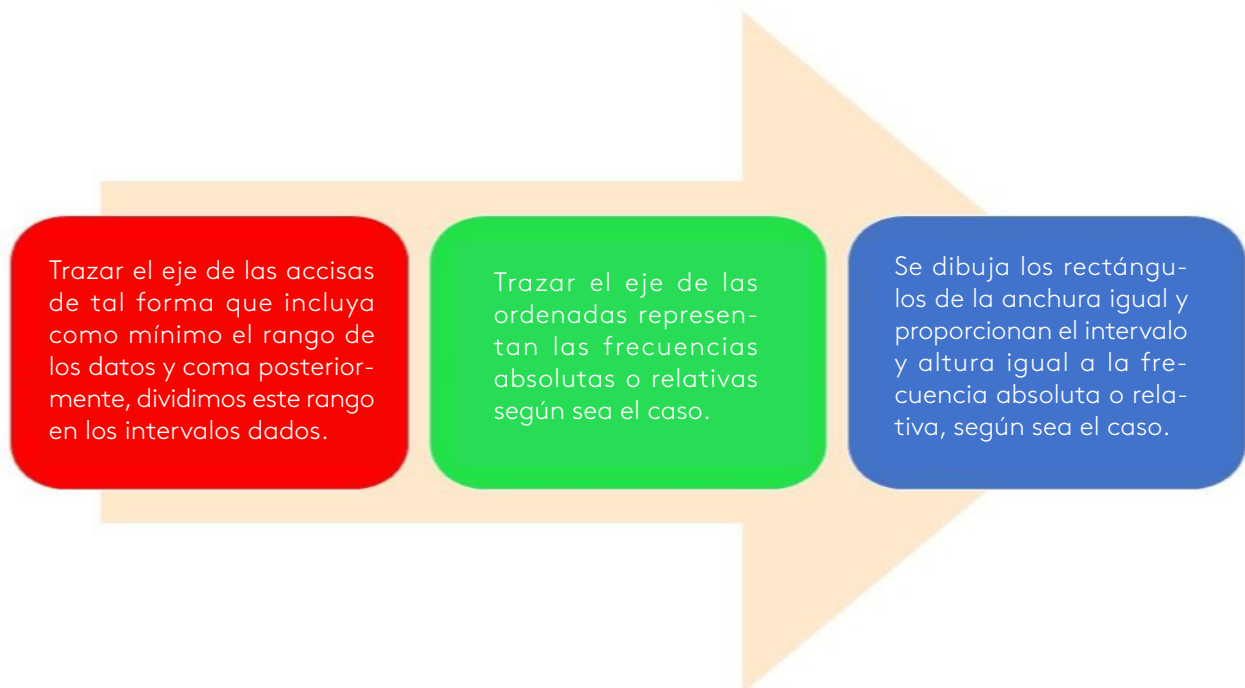 Trazar el eje de las accisas
de tal forma que incluya
como mínimo el rango de
los datos y coma posterior-
mente, dividimos este rango
en los intervalos dados.
Trazar el eje de las
ordenadas represen-
tan las frecuencias
absolutas o relativas
según sea el caso.
Se dibuja los rectángu-
los de la anchura igual y
proporcionan el intervalo
y altura igual a la fre-
cuencia absoluta o rela-
tiva, según sea el caso.